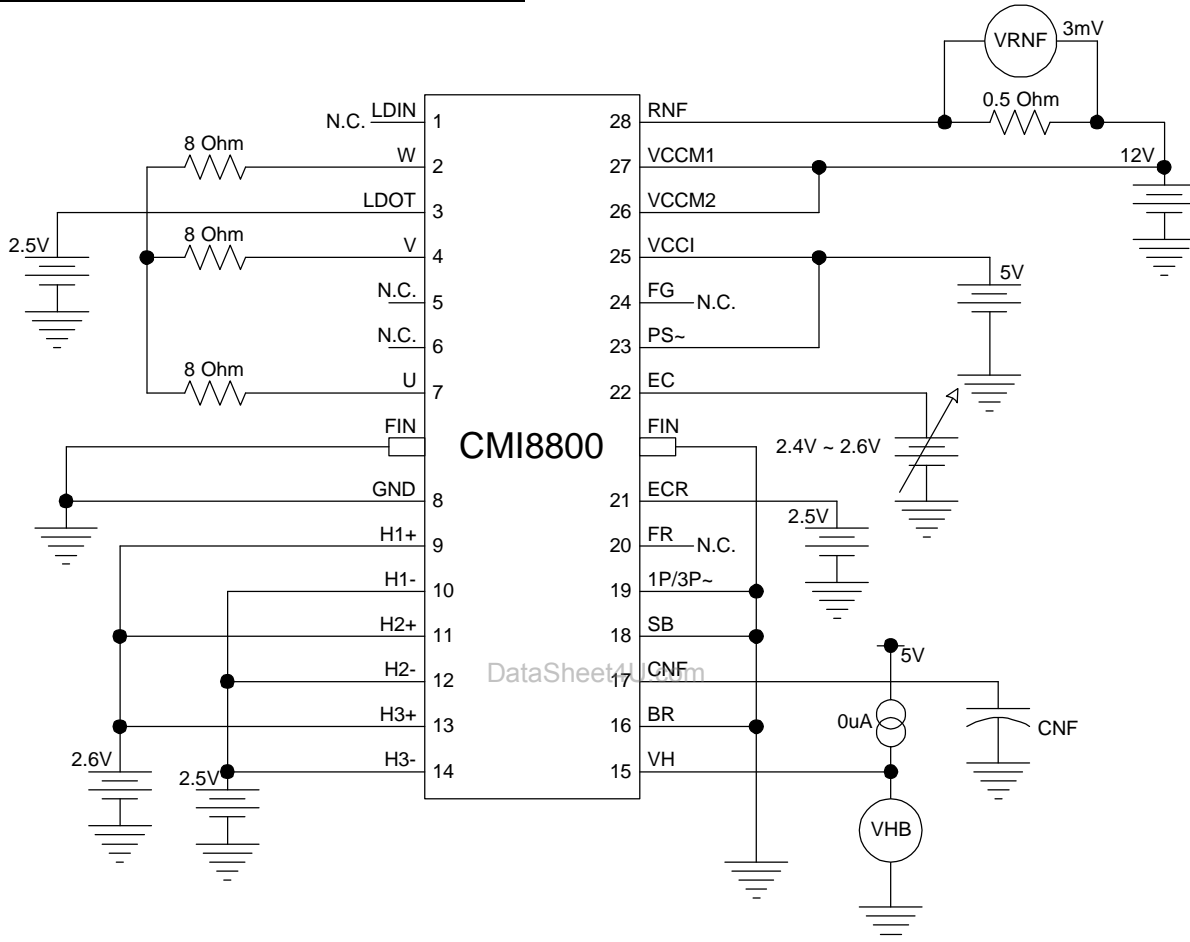 VRNF
3mV
0.5 Ohm
LDIN
N.C.
1
28
RNF
8 Ohm
12V
W
2
27
VCCM1
LDOT
3
26
VCCM2
2.5V
8 Ohm
V
4
25
VCCI
5V
N.C.
5
24
FG
N.C.
N.C.
6
23
PS~
8 Ohm
U
7
22
EC
FIN
CMI8800
FIN
2.4V ~ 2.6V
GND
8
21
ECR
2.5V
H1+
9
20
FR
N.C.
H1-
10
19
1P/3P~
H2+
11
18
SB
5V
H2-
12
DataSheet4U.com
17
CNF
H3+
13
16
BR
0uA
CNF
2.6V
H3-
14
15
VH
2.5V
VHB